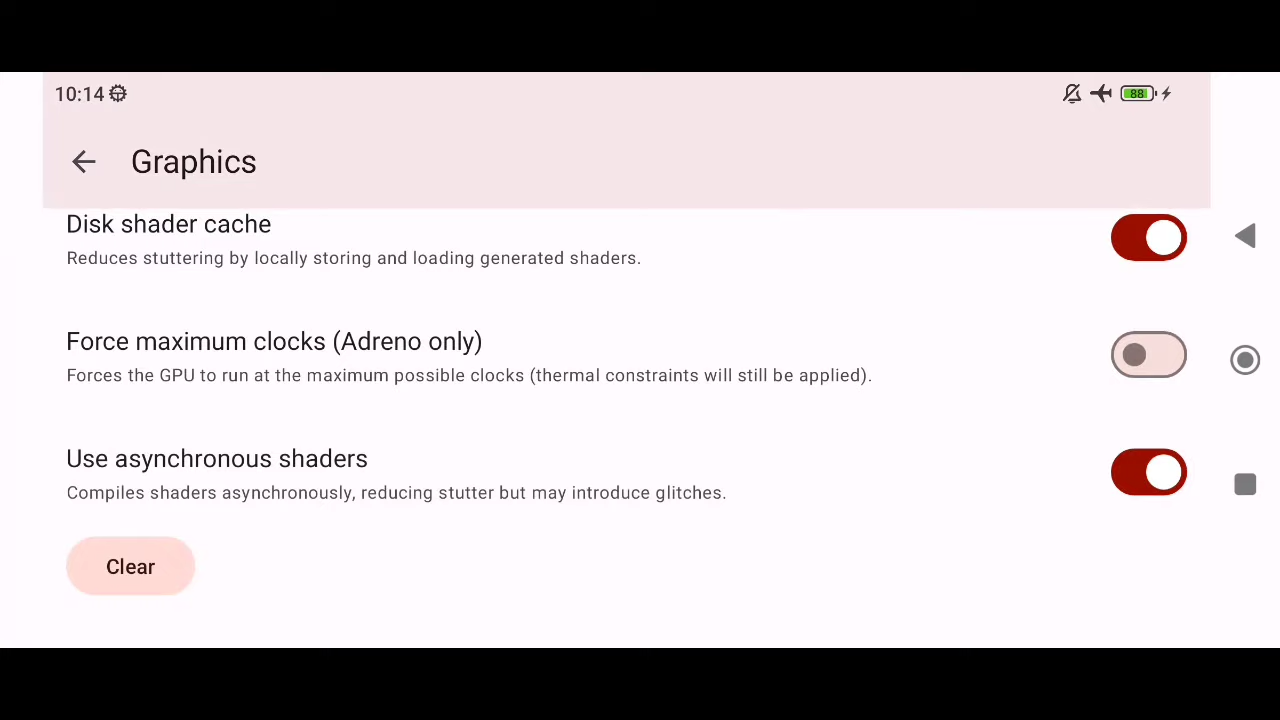 10:14
88
Graphics
Disk shader cache
Reduces stuttering by locally storing and loading generated shaders.
Force maximum clocks (Adreno only)
Forces the GPU to run at the maximum possible clocks (thermal constraints will still be applied).
Use asynchronous shaders
Compiles shaders asynchronously, reducing stutter but may introduce glitches.
Clear